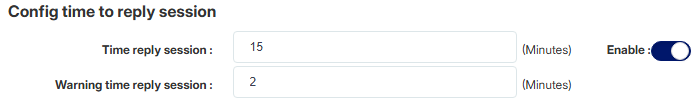 Config time to reply session
Time reply session : 15 (Minutes) Enable :
Warning time reply session : 2 (Minutes)